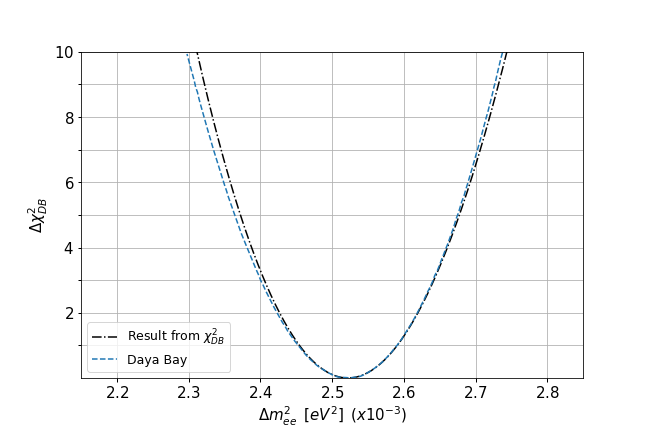 10
8
6
4
2
Δχ²_DB
Result from χ²_DB
Daya Bay
2.2 2.3 2.4 2.5 2.6 2.7 2.8
Δm²_ee [eV²] (x10⁻³)